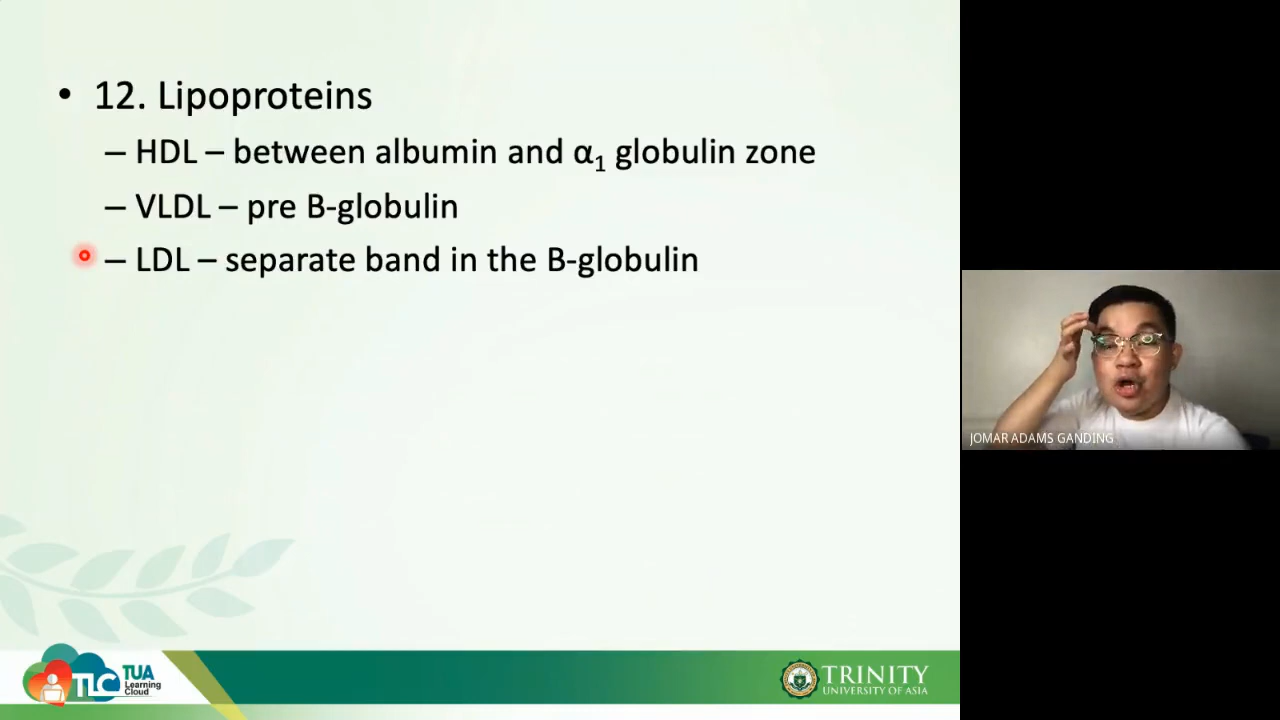 • 12. Lipoproteins
– HDL – between albumin and α₁ globulin zone
– VLDL – pre B-globulin
– LDL – separate band in the B-globulin
JOMAR ADAMS GANDING
TLC
TUA
Learning
Cloud
TRINITY
UNIVERSITY OF ASIA